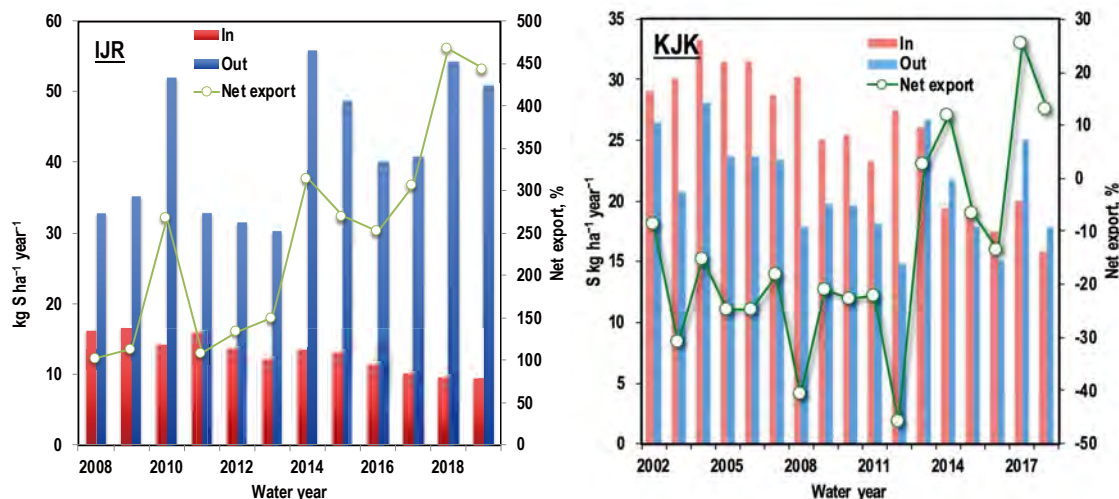 IJR
In
Out
Net export
kg S ha⁻¹ year⁻¹
60
50
40
30
20
10
0
Net export, %
500
450
400
350
300
250
200
150
100
50
0
2008 2010 2012 2014 2016 2018
Water year
KJK
In
Out
Net export
S kg ha⁻¹ year⁻¹
35
30
25
20
15
10
5
0
Net export, %
30
20
10
0
-10
-20
-30
-40
-50
2002 2005 2008 2011 2014 2017
Water year